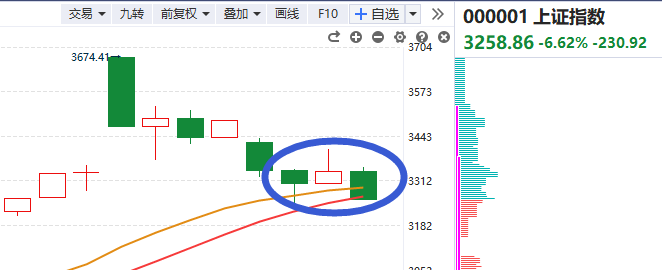 交易 九转 前复权 叠加 画线 F10 + 自选
000001 上证指数
3258.86 -6.62% -230.92
3704
3674.41
3573
3443
3312
3182